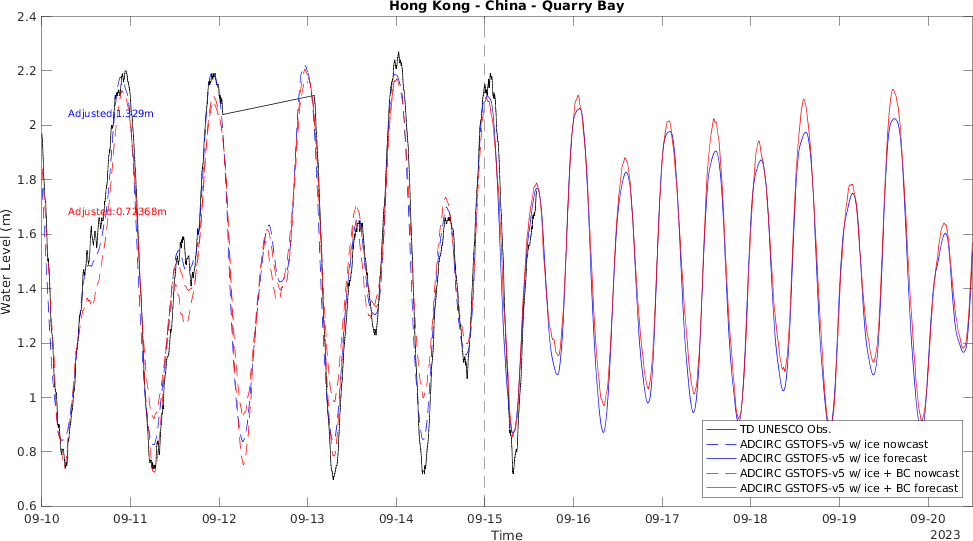 Hong Kong - China - Quarry Bay
2.4
2.2
2
1.8
1.6
1.4
1.2
1
0.8
0.6
Water Level (m)
Adjusted:1.329m
Adjusted:0.72368m
TD UNESCO Obs.
ADCIRC GSTOFS-v5 w/ ice nowcast
ADCIRC GSTOFS-v5 w/ ice forecast
ADCIRC GSTOFS-v5 w/ ice + BC nowcast
ADCIRC GSTOFS-v5 w/ ice + BC forecast
09-10 09-11 09-12 09-13 09-14 09-15 09-16 09-17 09-18 09-19 09-20
Time
2023